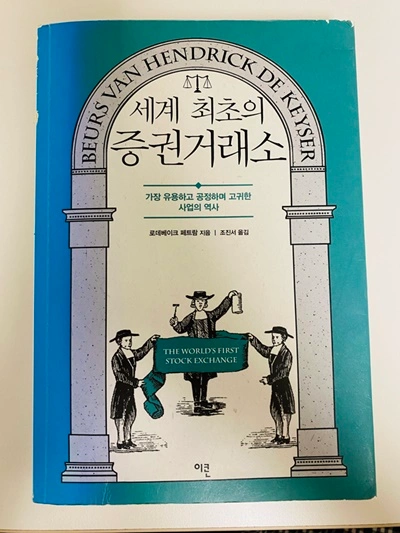 BEURS VAN HENDRICK DE KEYSER
세계 최초의
증권거래소
가장 유용하고 공정하며 고귀한
사업의 역사
로데베이크 페트람 지음 | 조진서 옮김
THE WORLD'S FIRST
STOCK EXCHANGE
이콘